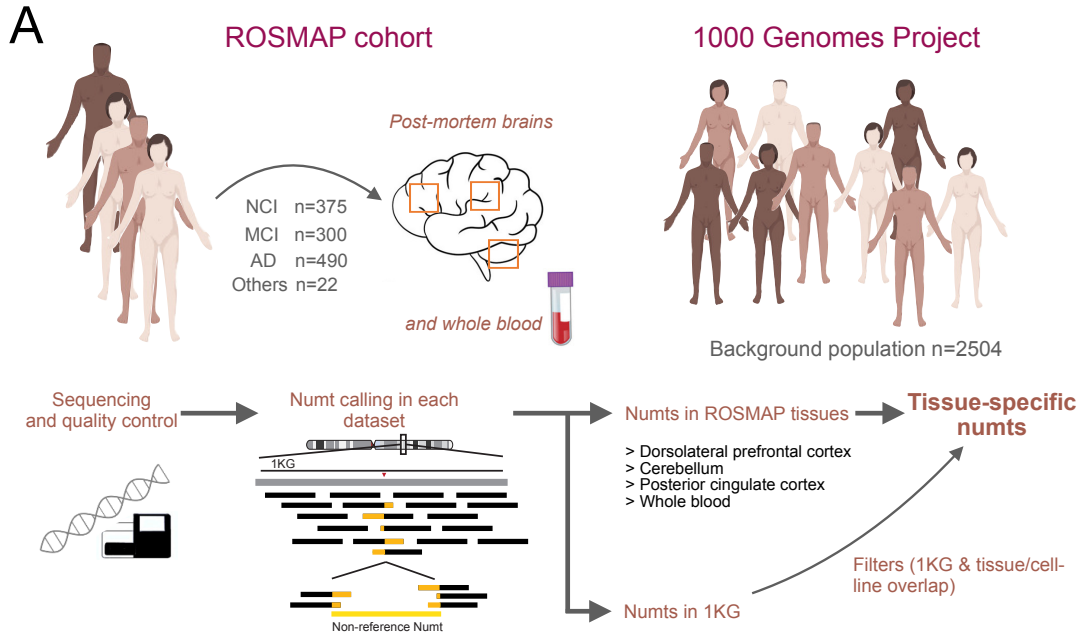 A
ROSMAP cohort
1000 Genomes Project
Post-mortem brains
NCI n=375
MCI n=300
AD n=490
Others n=22
and whole blood
Background population n=2504
Sequencing
and quality control
Numt calling in each
dataset
1KG
Non-reference Numt
Numts in ROSMAP tissues
> Dorsolateral prefrontal cortex
> Cerebellum
> Posterior cingulate cortex
> Whole blood
Tissue-specific
numts
Filters (1KG & tissue/cell-
line overlap)
Numts in 1KG